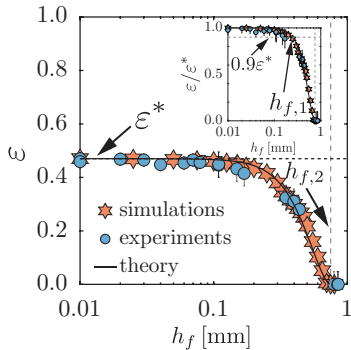 1.0
0.8
0.6
0.4
0.2
0.0
ε
0.01
0.1
1
h_f [mm]
ε*
h_{f,2}
simulations
experiments
theory
1.0
0.5
0.0
ε/ε*
0.01
0.1
1
h_f [mm]
0.9ε*
h_{f,1}